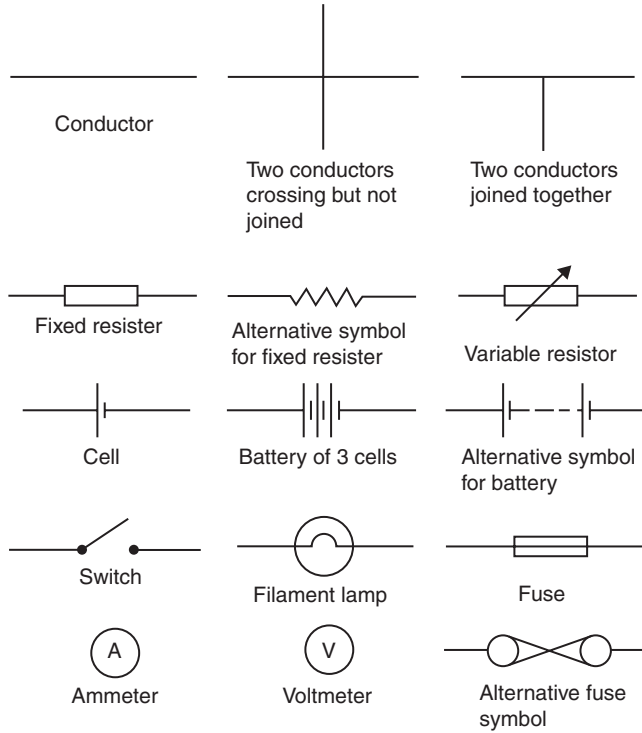 Conductor
Two conductors
crossing but not
joined
Two conductors
joined together
Fixed resister
Alternative symbol
for fixed resister
Variable resistor
Cell
Battery of 3 cells
Alternative symbol
for battery
Switch
Filament lamp
Fuse
A
Ammeter
V
Voltmeter
Alternative fuse
symbol